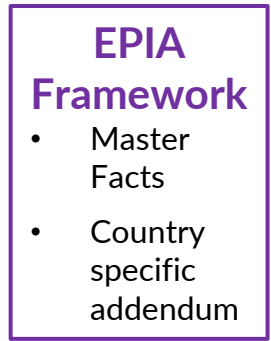 EPIA
Framework
• Master
Facts
• Country
specific
addendum